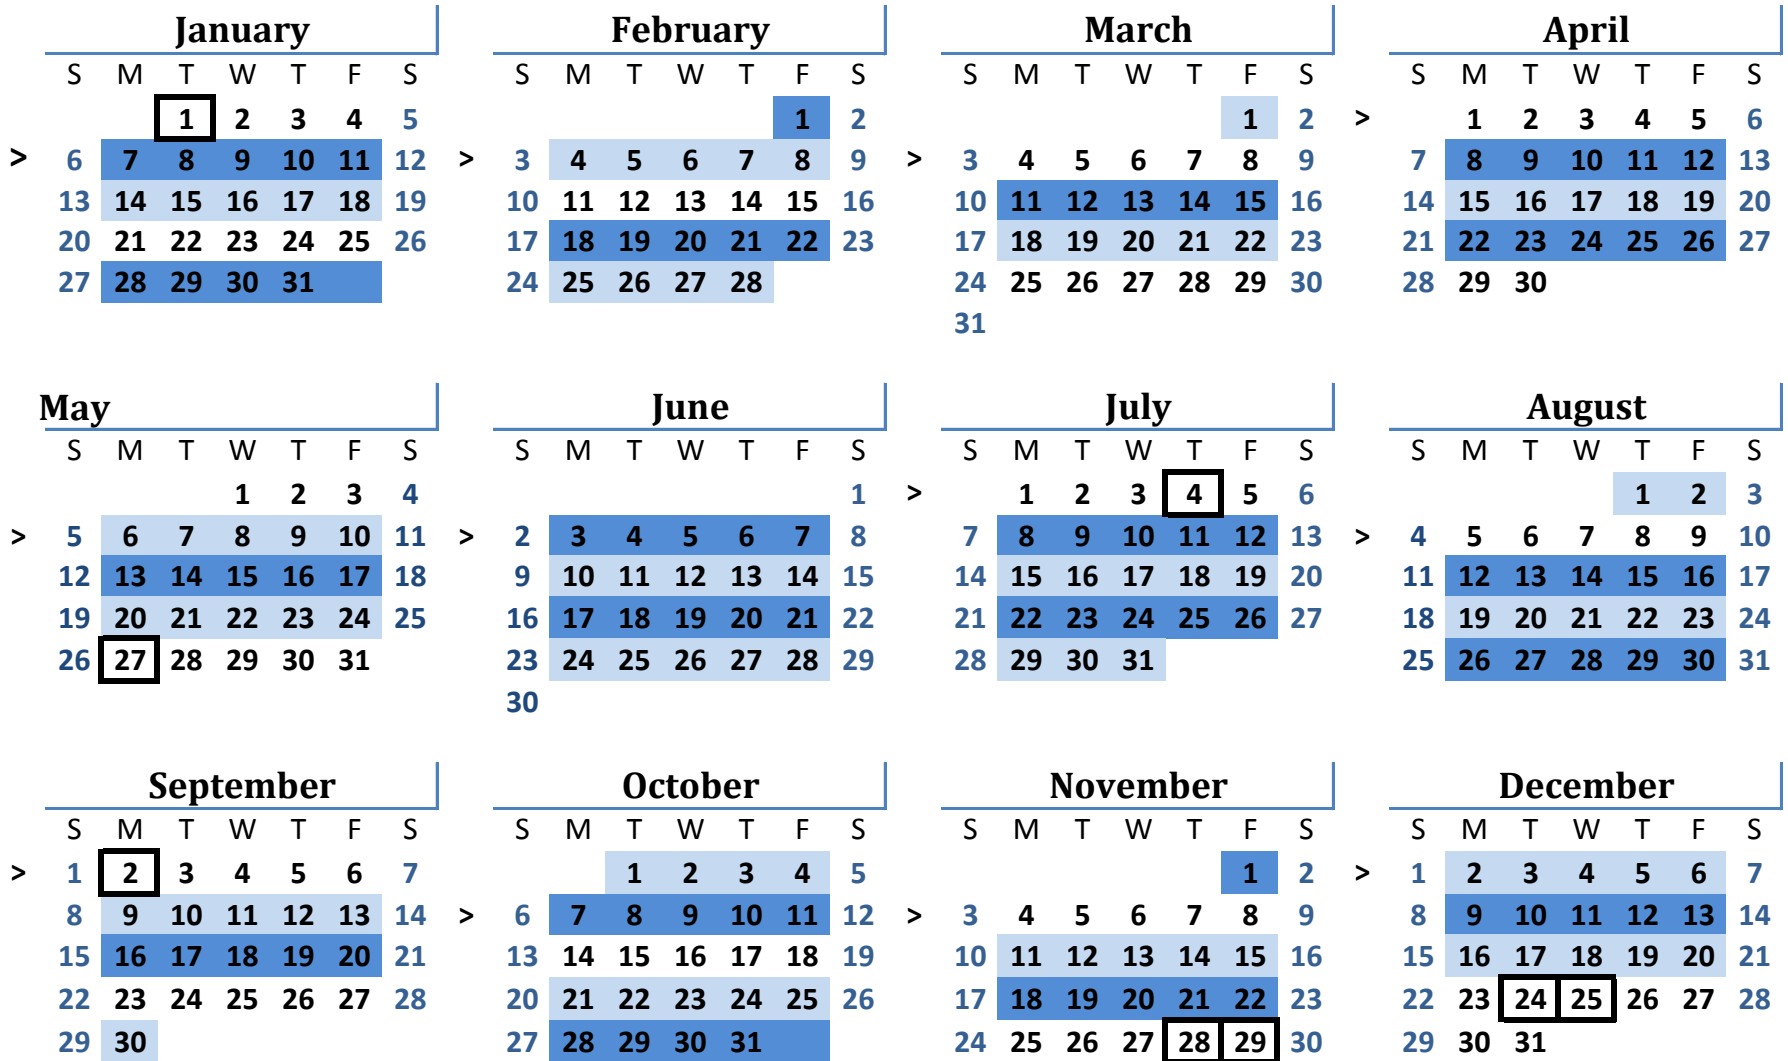 January February March April
S M T W T F S S M T W T F S S M T W T F S S M T W T F S
1 2 3 4 5 1 2 1 2 > 1 2 3 4 5 6
> 6 7 8 9 10 11 12 > 3 4 5 6 7 8 9 > 3 4 5 6 7 8 9 7 8 9 10 11 12 13
13 14 15 16 17 18 19 10 11 12 13 14 15 16 10 11 12 13 14 15 16 14 15 16 17 18 19 20
20 21 22 23 24 25 26 17 18 19 20 21 22 23 17 18 19 20 21 22 23 21 22 23 24 25 26 27
27 28 29 30 31 24 25 26 27 28 24 25 26 27 28 29 30 28 29 30
31
May June July August
S M T W T F S S M T W T F S S M T W T F S S M T W T F S
1 2 3 4 1 > 1 2 3 4 5 6 1 2 3
> 5 6 7 8 9 10 11 > 2 3 4 5 6 7 8 7 8 9 10 11 12 13 > 4 5 6 7 8 9 10
12 13 14 15 16 17 18 9 10 11 12 13 14 15 14 15 16 17 18 19 20 11 12 13 14 15 16 17
19 20 21 22 23 24 25 16 17 18 19 20 21 22 21 22 23 24 25 26 27 18 19 20 21 22 23 24
26 27 28 29 30 31 23 24 25 26 27 28 29 28 29 30 31 25 26 27 28 29 30 31
30
September October November December
S M T W T F S S M T W T F S S M T W T F S S M T W T F S
> 1 2 3 4 5 6 7 1 2 3 4 5 1 2 > 1 2 3 4 5 6 7
8 9 10 11 12 13 14 > 6 7 8 9 10 11 12 > 3 4 5 6 7 8 9 8 9 10 11 12 13 14
15 16 17 18 19 20 21 13 14 15 16 17 18 19 10 11 12 13 14 15 16 15 16 17 18 19 20 21
22 23 24 25 26 27 28 20 21 22 23 24 25 26 17 18 19 20 21 22 23 22 23 24 25 26 27 28
29 30 27 28 29 30 31 24 25 26 27 28 29 30 29 30 31